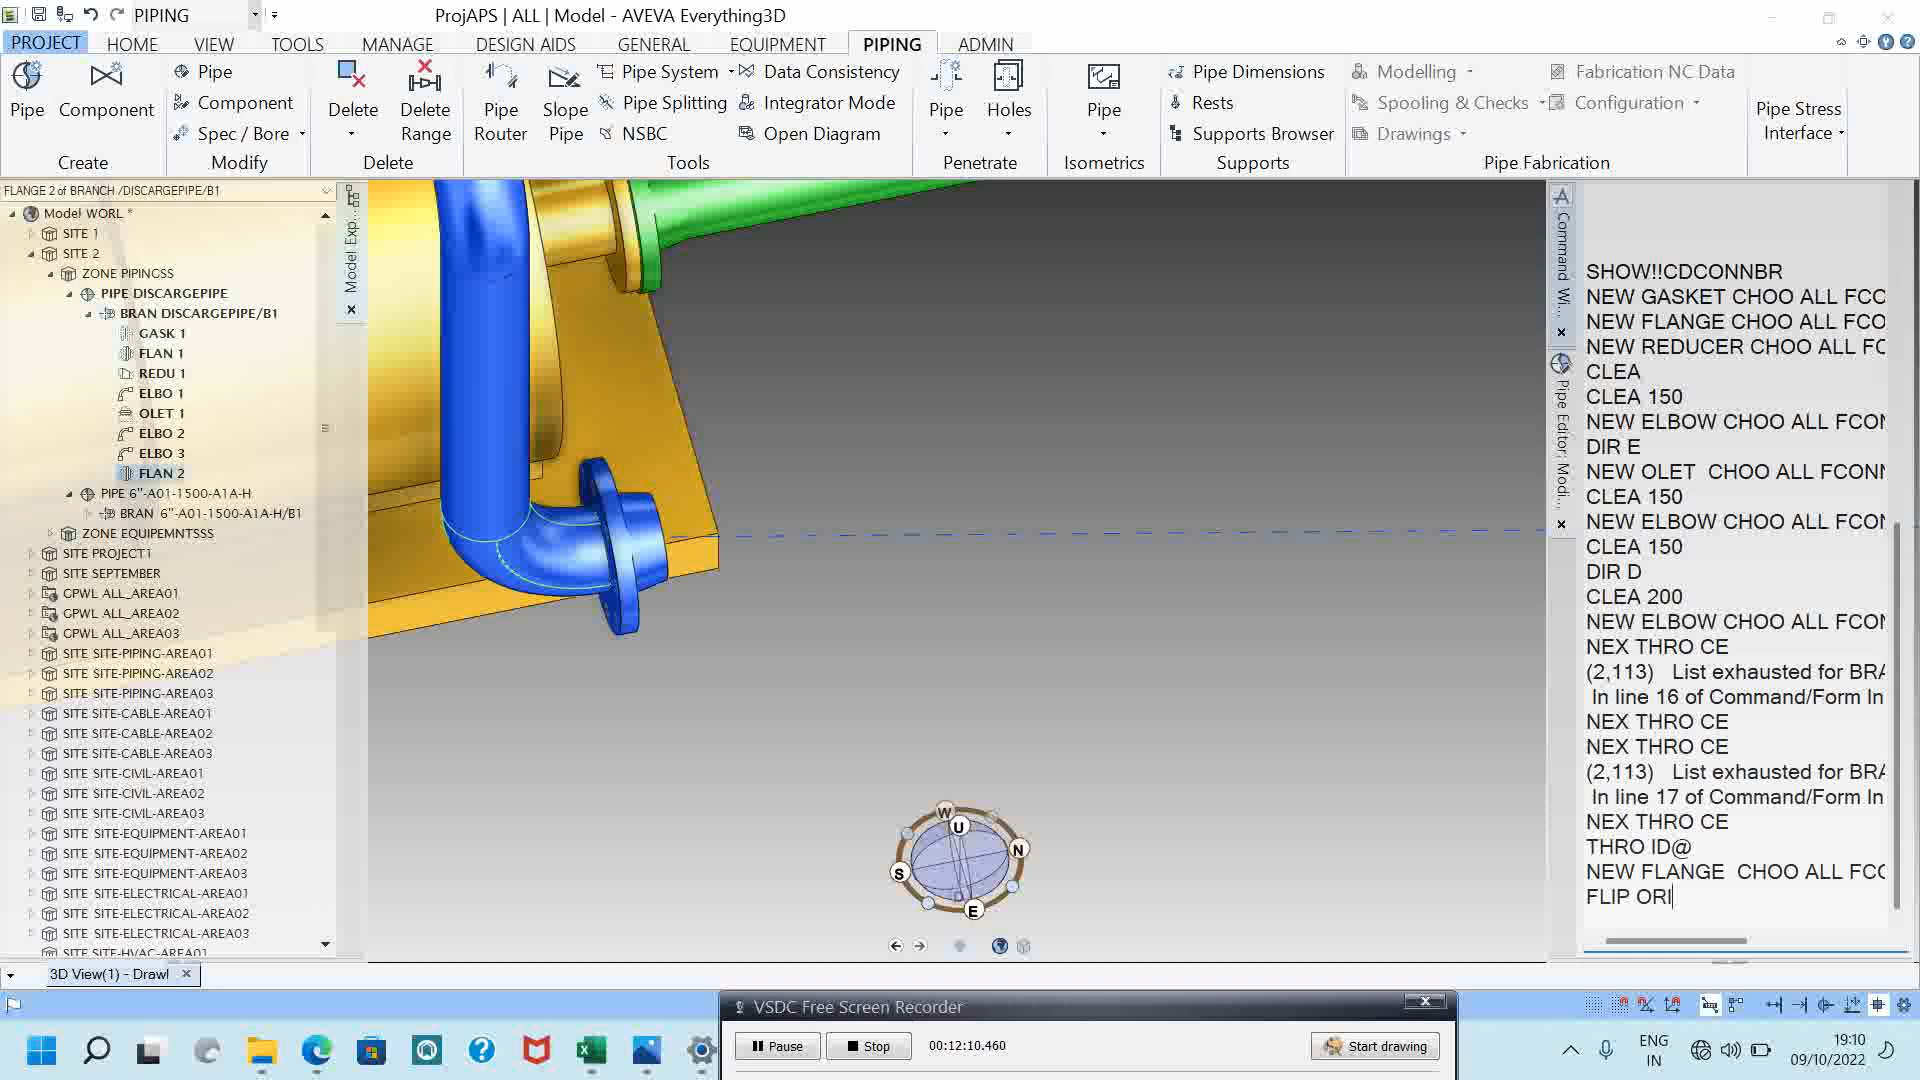 PIPING
ProjAPS | ALL | Model - AVEVA Everything3D
PROJECT HOME VIEW TOOLS MANAGE DESIGN AIDS GENERAL EQUIPMENT PIPING ADMIN
Pipe
Component
Create
Pipe
Component
Spec / Bore
Modify
Delete
Delete Range
Delete
Pipe Router
Slope Pipe
Pipe System
Pipe Splitting
NSBC
Data Consistency
Integrator Mode
Open Diagram
Tools
Pipe
Holes
Penetrate
Pipe
Isometrics
Pipe Dimensions
Rests
Supports Browser
Supports
Modelling
Spooling & Checks
Drawings
Fabrication NC Data
Configuration
Pipe Fabrication
Pipe Stress
Interface
FLANGE 2 of BRANCH /DISCARGEPIPE/B1
Model WORL *
SITE 1
SITE 2
ZONE PIPINGSS
PIPE DISCARGEPIPE
BRAN DISCARGEPIPE/B1
GASK 1
FLAN 1
REDU 1
ELBO 1
OLET 1
ELBO 2
ELBO 3
FLAN 2
PIPE 6"-A01-1500-A1A-H
BRAN 6"-A01-1500-A1A-H/B1
ZONE EQUIPEMNTSSS
SITE PROJECT1
SITE SEPTEMBER
GPWL ALL_AREA01
GPWL ALL_AREA02
GPWL ALL_AREA03
SITE SITE-PIPING-AREA01
SITE SITE-PIPING-AREA02
SITE SITE-PIPING-AREA03
SITE SITE-CABLE-AREA01
SITE SITE-CABLE-AREA02
SITE SITE-CABLE-AREA03
SITE SITE-CIVIL-AREA01
SITE SITE-CIVIL-AREA02
SITE SITE-CIVIL-AREA03
SITE SITE-EQUIPMENT-AREA01
SITE SITE-EQUIPMENT-AREA02
SITE SITE-EQUIPMENT-AREA03
SITE SITE-ELECTRICAL-AREA01
SITE SITE-ELECTRICAL-AREA02
SITE SITE-ELECTRICAL-AREA03
SITE SITE-HVAC-AREA01
Model Exp...
W
U
N
S
E
Command Wi...
Pipe Editor: Modi...
SHOW!!CDCONNBR
NEW GASKET CHOO ALL FCO
NEW FLANGE CHOO ALL FCO
NEW REDUCER CHOO ALL FC
CLEA
CLEA 150
NEW ELBOW CHOO ALL FCON
DIR E
NEW OLET CHOO ALL FCONN
CLEA 150
NEW ELBOW CHOO ALL FCON
CLEA 150
DIR D
CLEA 200
NEW ELBOW CHOO ALL FCON
NEX THRO CE
(2,113) List exhausted for BRA
In line 16 of Command/Form In
NEX THRO CE
NEX THRO CE
(2,113) List exhausted for BRA
In line 17 of Command/Form In
NEX THRO CE
THRO ID@
NEW FLANGE CHOO ALL FCO
FLIP ORI
3D View(1) - Drawl
VSDC Free Screen Recorder
Pause
Stop
00:12:10.460
Start drawing
ENG
IN
19:10
09/10/2022